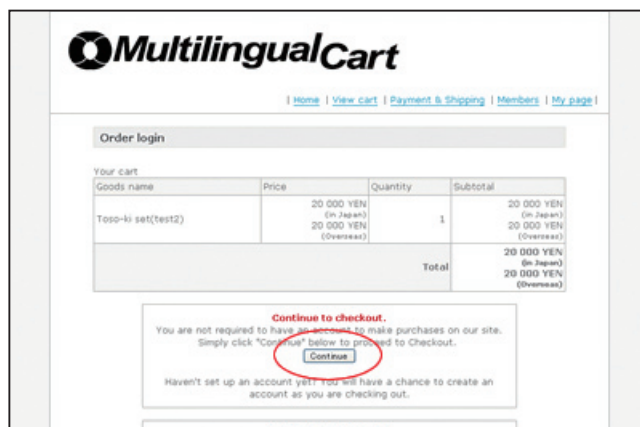 MultilingualCart
| Home | View cart | Payment & Shipping | Members | My page |
Order login
Your cart
Goods name Price Quantity Subtotal
Toso-ki set(test2) 20 000 YEN (in Japan) 20 000 YEN (Overseas) 1 20 000 YEN (in Japan) 20 000 YEN (Overseas)
Total 20 000 YEN (in Japan) 20 000 YEN (Overseas)
Continue to checkout.
You are not required to have an account to make purchases on our site.
Simply click "Continue" below to proceed to Checkout.
Continue
Haven't set up an account yet? You will have a chance to create an
account as you are checking out.